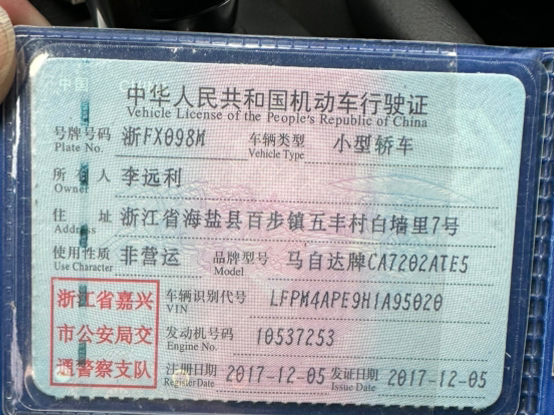 中国 CHINA
中华人民共和国机动车行驶证
Vehicle License of the People's Republic of China
号牌号码 浙FX098M 车辆类型 小型轿车
Plate No. Vehicle Type
所有人 李远利
Owner
住址 浙江省海盐县百步镇五丰村白墙里7号
Address
使用性质 非营运 品牌型号 马自达牌CA7202ATE5
Use Character Model
浙江省嘉兴
市公安局交
通警察支队
车辆识别代号 LFPM4APE9H1A95020
VIN
发动机号码 10537253
Engine No.
注册日期 2017-12-05 发证日期 2017-12-05
Register Date Issue Date